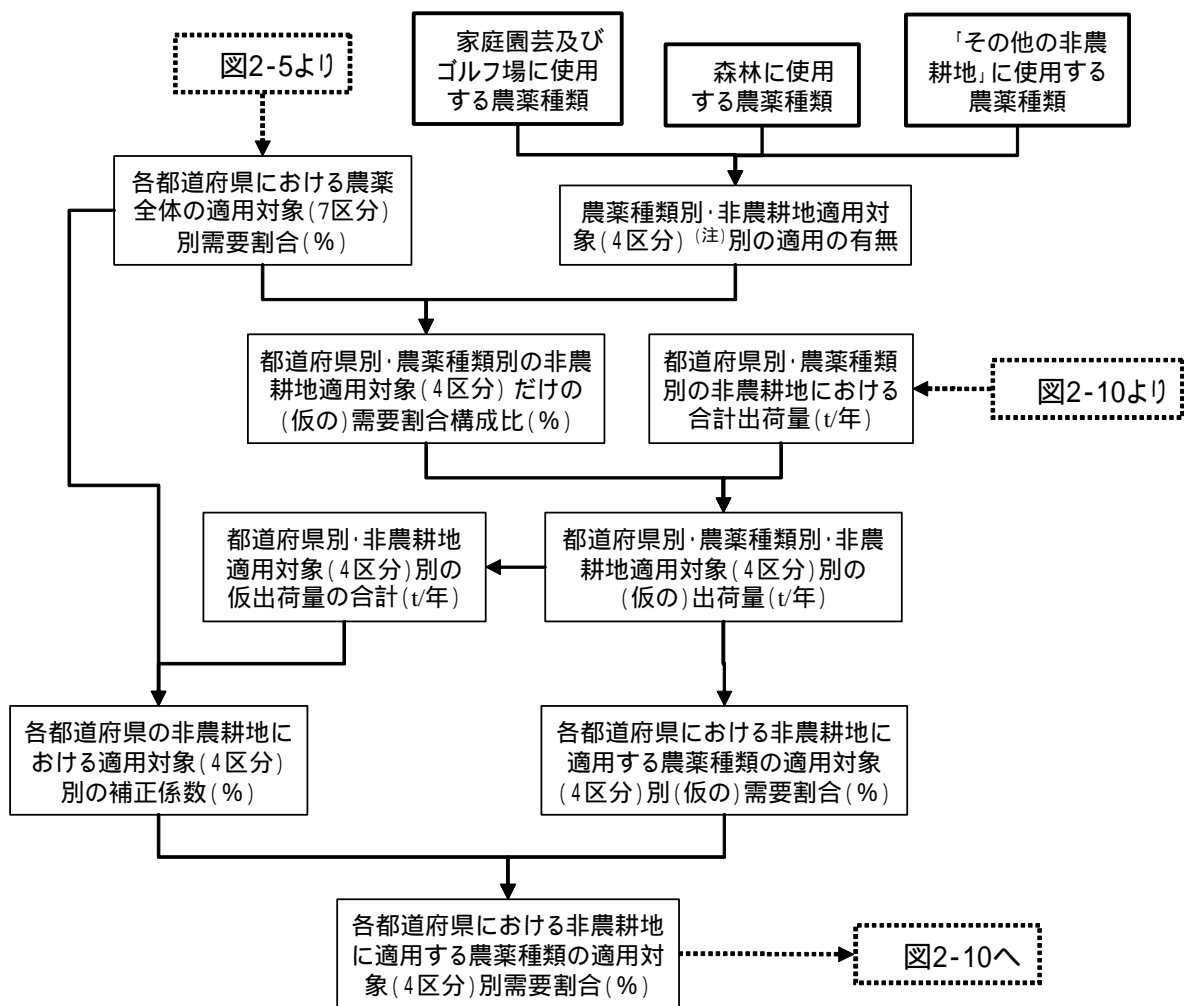 図2-5より
家庭園芸及び
ゴルフ場に使用
する農薬種類
森林に使用
する農薬種類
「その他の非農
耕地」に使用する
農薬種類
各都道府県における農薬
全体の適用対象(7区分)
別需要割合(%)
農薬種類別・非農耕地適用対
象(4区分)(注)別の適用の有無
都道府県別・農薬種類別の非農
耕地適用対象(4区分)だけの
(仮の)需要割合構成比(%)
都道府県別・農薬種類
別の非農耕地における
合計出荷量(t/年)
図2-10より
都道府県別・非農耕地
適用対象(4区分)別の
仮出荷量の合計(t/年)
都道府県別・農薬種類別・非農
耕地適用対象(4区分)別の
(仮の)出荷量(t/年)
各都道府県の非農耕地に
おける適用対象(4区分)
別の補正係数(%)
各都道府県における非農耕地に
適用する農薬種類の適用対象
(4区分)別(仮の)需要割合(%)
各都道府県における非農耕地
に適用する農薬種類の適用対
象(4区分)別需要割合(%)
図2-10へ